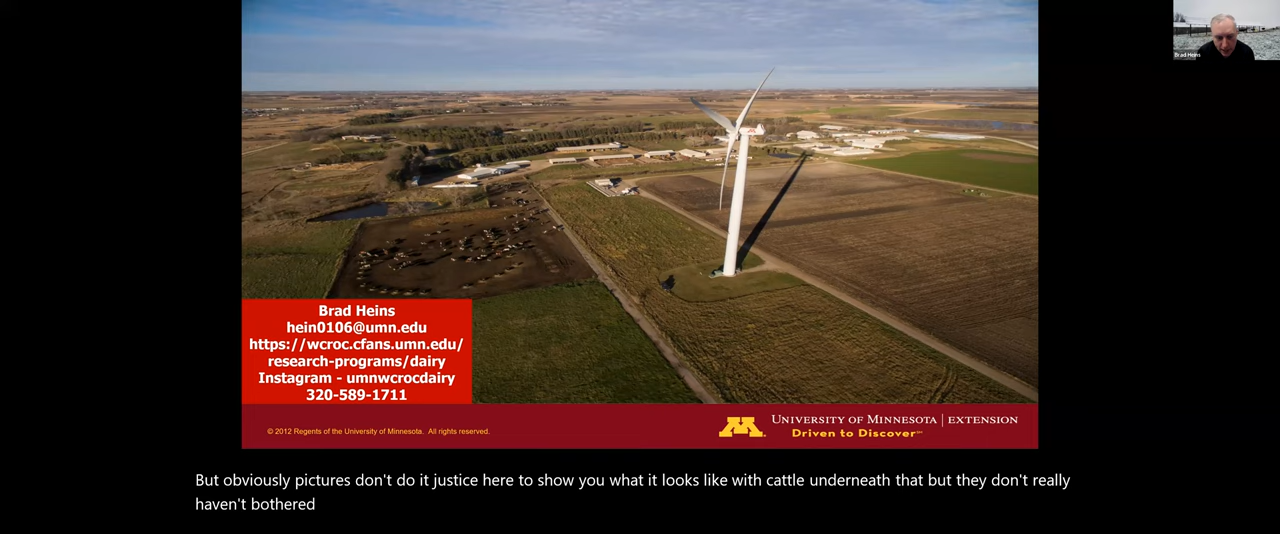 Brad Heins
Brad Heins
hein0106@umn.edu
https://wcroc.cfans.umn.edu/
research-programs/dairy
Instagram - umnwcrocdairy
320-589-1711
© 2012 Regents of the University of Minnesota. All rights reserved.
UNIVERSITY OF MINNESOTA | EXTENSION
Driven to Discover℠
But obviously pictures don't do it justice here to show you what it looks like with cattle underneath that but they don't really
haven't bothered